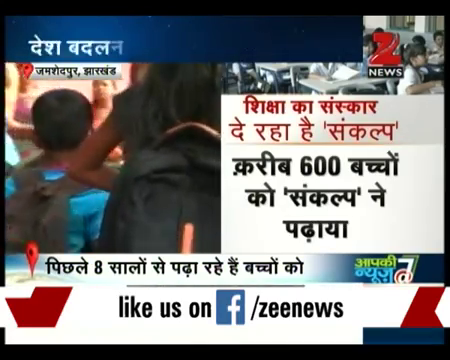 देश बदलन
जमशेदपुर, झारखंड
Z
NEWS
शिक्षा का संस्कार
दे रहा है 'संकल्प'
क़रीब 600 बच्चों
को 'संकल्प' ने
पढ़ाया
पिछले 8 सालों से पढ़ा रहे हैं बच्चों को
आपकी
न्यूज़@7
like us on f/zeenews